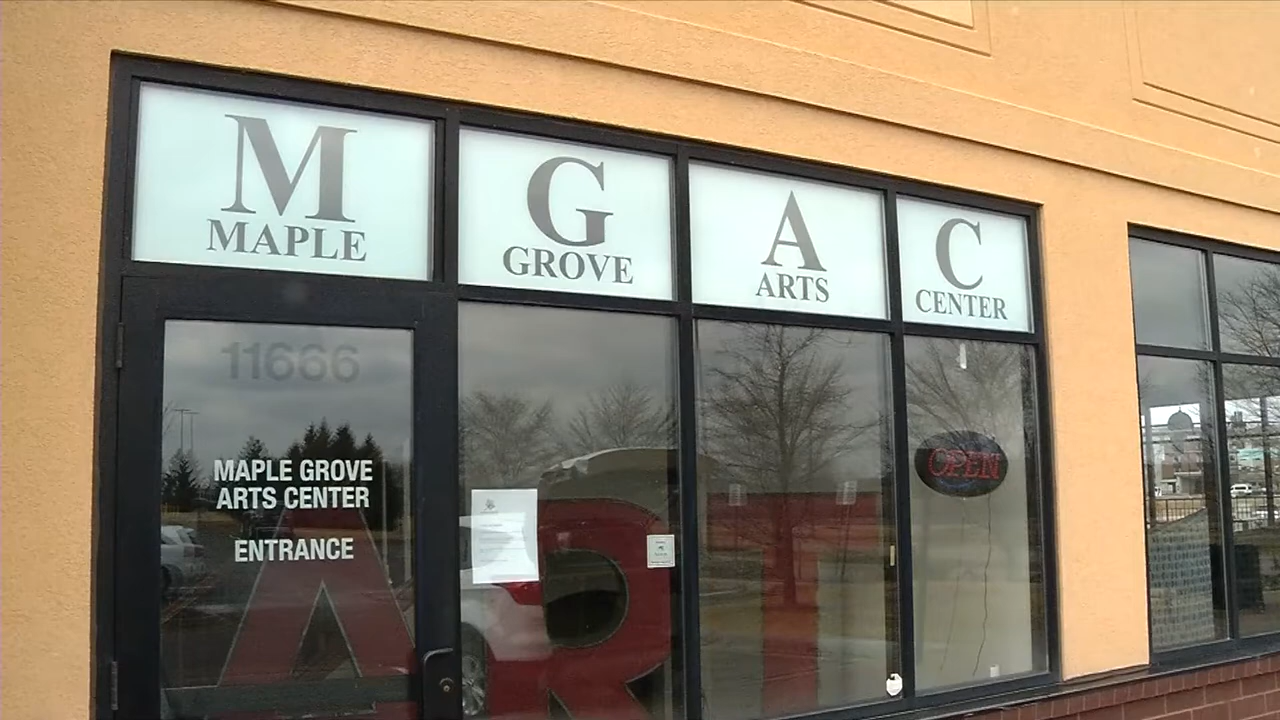 M
MAPLE
G
GROVE
A
ARTS
C
CENTER
11666
MAPLE GROVE
ARTS CENTER
ENTRANCE
ART
OPEN